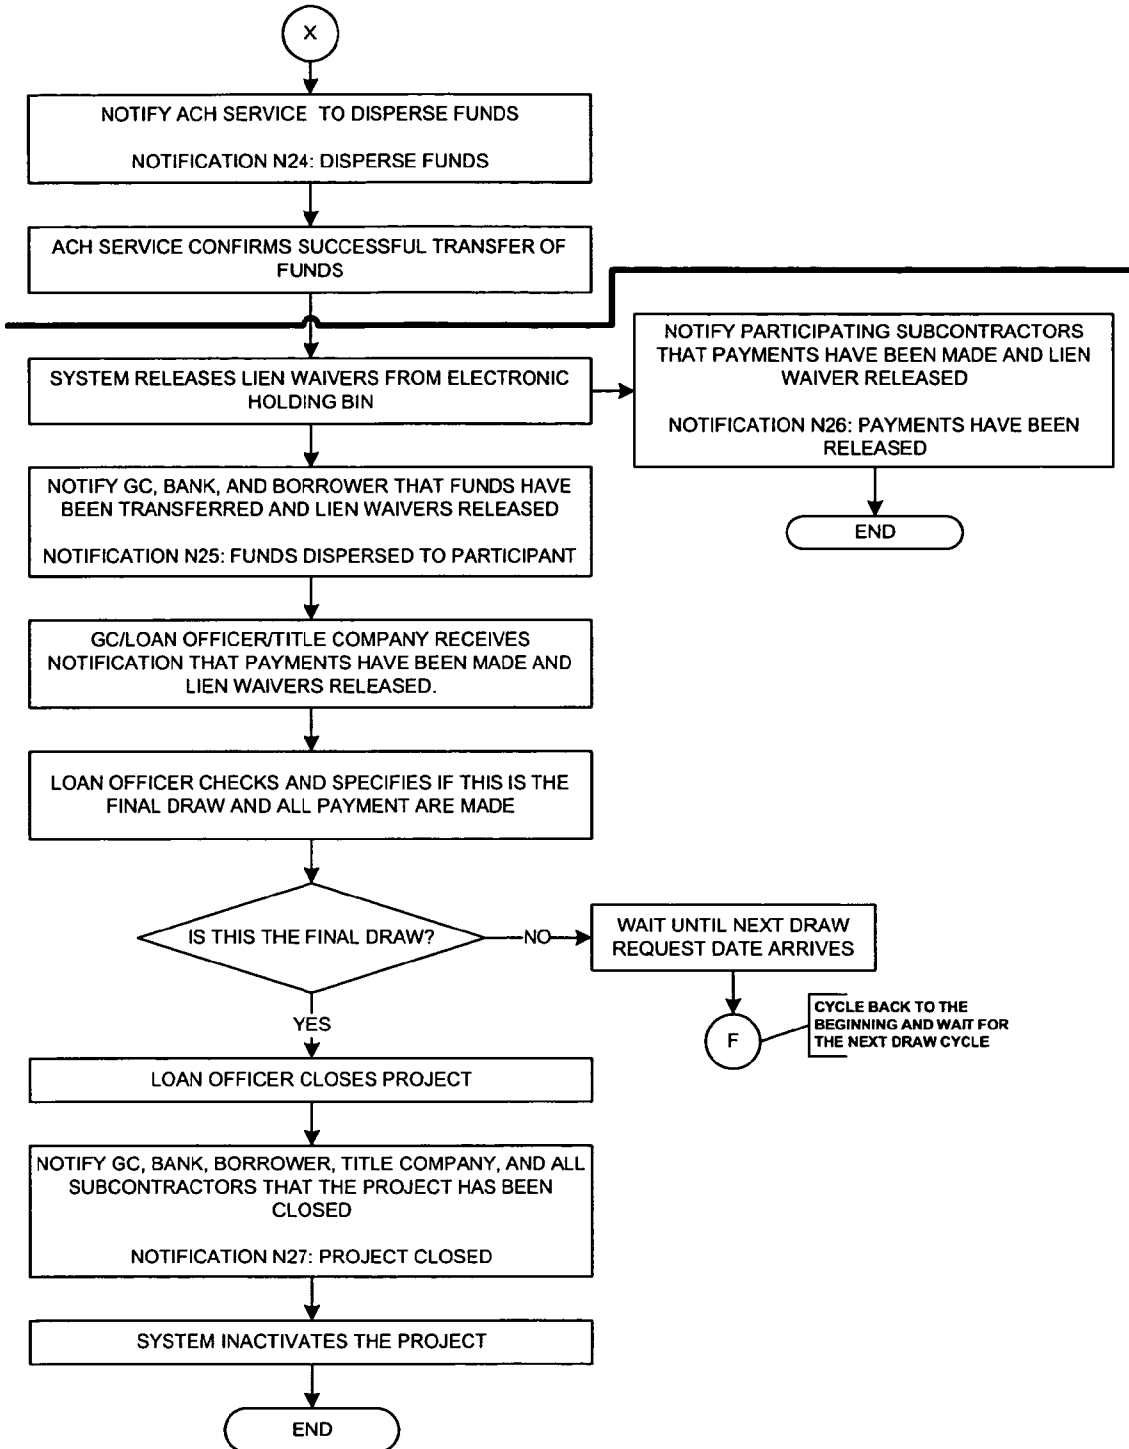 X
NOTIFY ACH SERVICE TO DISPERSE FUNDS
NOTIFICATION N24: DISPERSE FUNDS
ACH SERVICE CONFIRMS SUCCESSFUL TRANSFER OF
FUNDS
SYSTEM RELEASES LIEN WAIVERS FROM ELECTRONIC
HOLDING BIN
NOTIFY PARTICIPATING SUBCONTRACTORS
THAT PAYMENTS HAVE BEEN MADE AND LIEN
WAIVER RELEASED
NOTIFICATION N26: PAYMENTS HAVE BEEN
RELEASED
END
NOTIFY GC, BANK, AND BORROWER THAT FUNDS HAVE
BEEN TRANSFERRED AND LIEN WAIVERS RELEASED
NOTIFICATION N25: FUNDS DISPERSED TO PARTICIPANT
GC/LOAN OFFICER/TITLE COMPANY RECEIVES
NOTIFICATION THAT PAYMENTS HAVE BEEN MADE AND
LIEN WAIVERS RELEASED.
LOAN OFFICER CHECKS AND SPECIFIES IF THIS IS THE
FINAL DRAW AND ALL PAYMENT ARE MADE
IS THIS THE FINAL DRAW?
NO
WAIT UNTIL NEXT DRAW
REQUEST DATE ARRIVES
F
CYCLE BACK TO THE
BEGINNING AND WAIT FOR
THE NEXT DRAW CYCLE
YES
LOAN OFFICER CLOSES PROJECT
NOTIFY GC, BANK, BORROWER, TITLE COMPANY, AND ALL
SUBCONTRACTORS THAT THE PROJECT HAS BEEN
CLOSED
NOTIFICATION N27: PROJECT CLOSED
SYSTEM INACTIVATES THE PROJECT
END